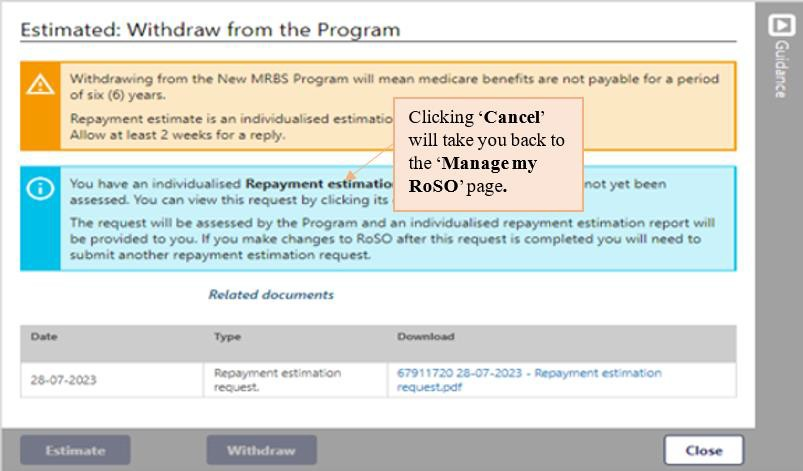 Estimated: Withdraw from the Program
Guidance
Withdrawing from the New MRBS Program will mean medicare benefits are not payable for a period
of six (6) years.
Repayment estimate is an individualised estimatio
Allow at least 2 weeks for a reply.
Clicking ‘Cancel’
will take you back to
the ‘Manage my
RoSO’ page.
You have an individualised Repayment estimatio not yet been
assessed. You can view this request by clicking its
The request will be assessed by the Program and an individualised repayment estimation report will
be provided to you. If you make changes to RoSO after this request is completed you will need to
submit another repayment estimation request.
Related documents
Date Type Download
28-07-2023 Repayment estimation request. 67911720 28-07-2023 - Repayment estimation request.pdf
Estimate Withdraw Close